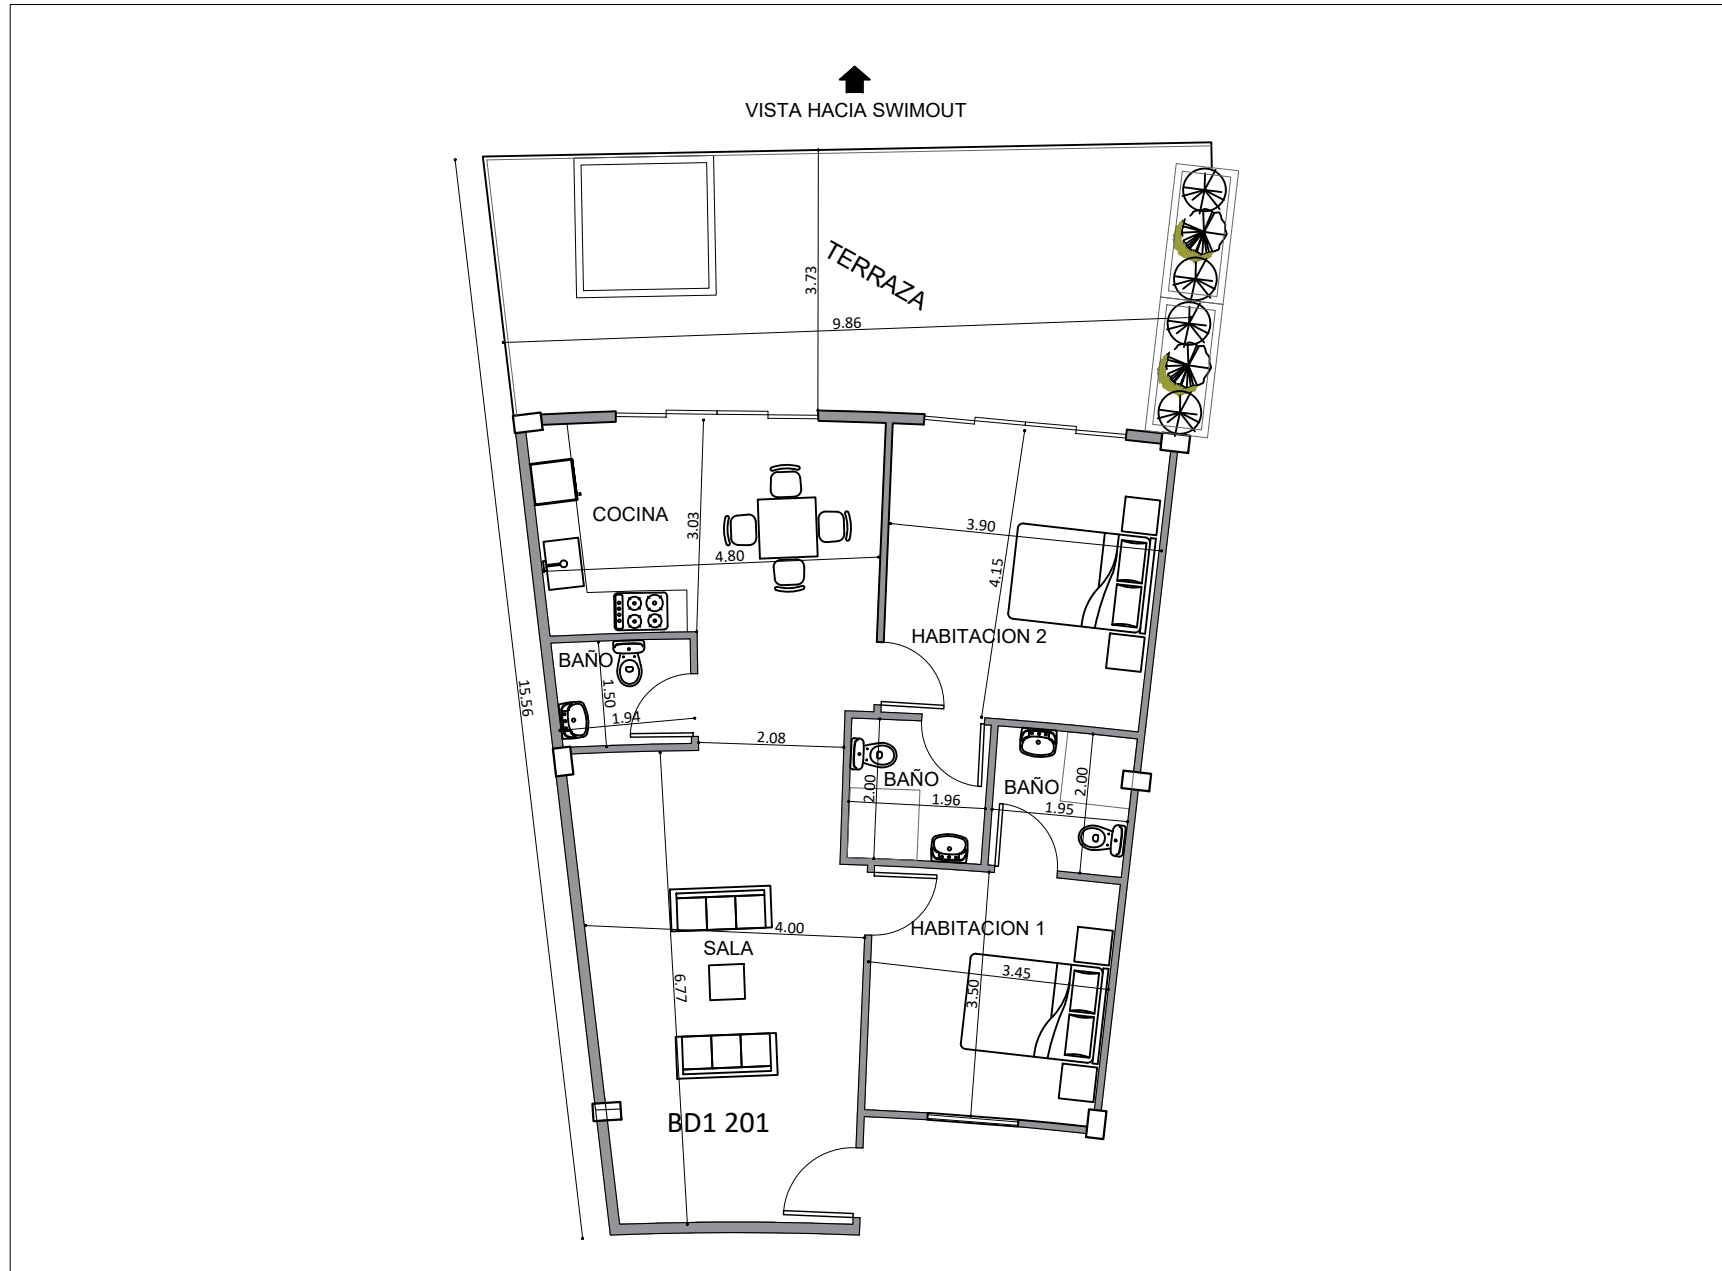 VISTA HACIA SWIMOUT
TERRAZA
3.73
9.86
COCINA
3.03
4.80
3.90
4.15
HABITACION 2
BAÑO
1.50
1.94
15.56
2.08
BAÑO
2.00
1.96
BAÑO
2.00
1.95
HABITACION 1
4.00
SALA
6.77
3.45
3.50
BD1 201